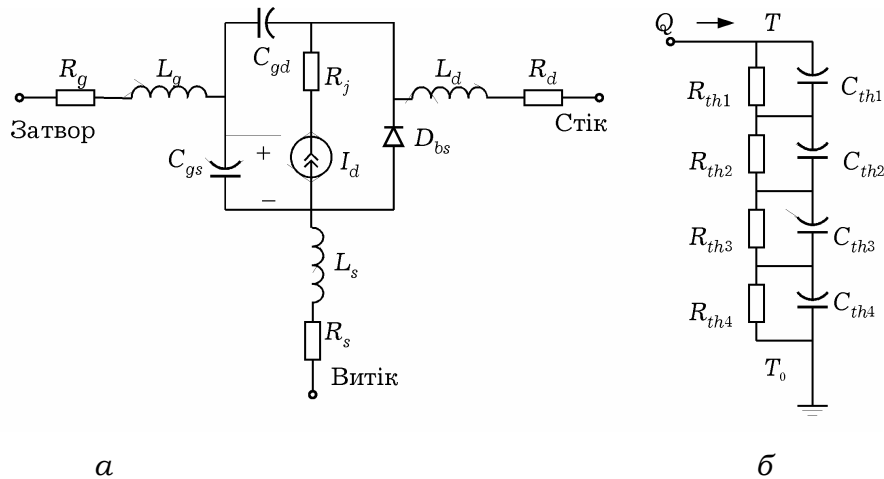 R_g
L_g
C_gd
R_j
L_d
R_d
Затвор
Стік
C_gs
+
−
I_d
D_bs
L_s
R_s
Витік
а
Q
T
R_th1
C_th1
R_th2
C_th2
R_th3
C_th3
R_th4
C_th4
T_0
б